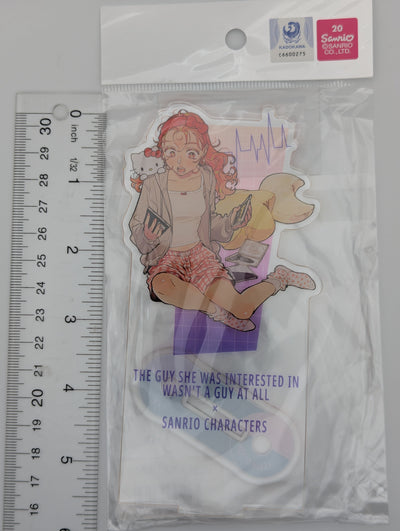 KADOKAWA
C6600275
20
Sanrio
©SANRIO
CO.,LTD.
0
inch
1/32
1
2
3
4
5
6
30
29
28
27
26
25
24
23
22
21
20
19
18
17
16
THE GUY SHE WAS INTERESTED IN
WASN'T A GUY AT ALL
×
SANRIO CHARACTERS